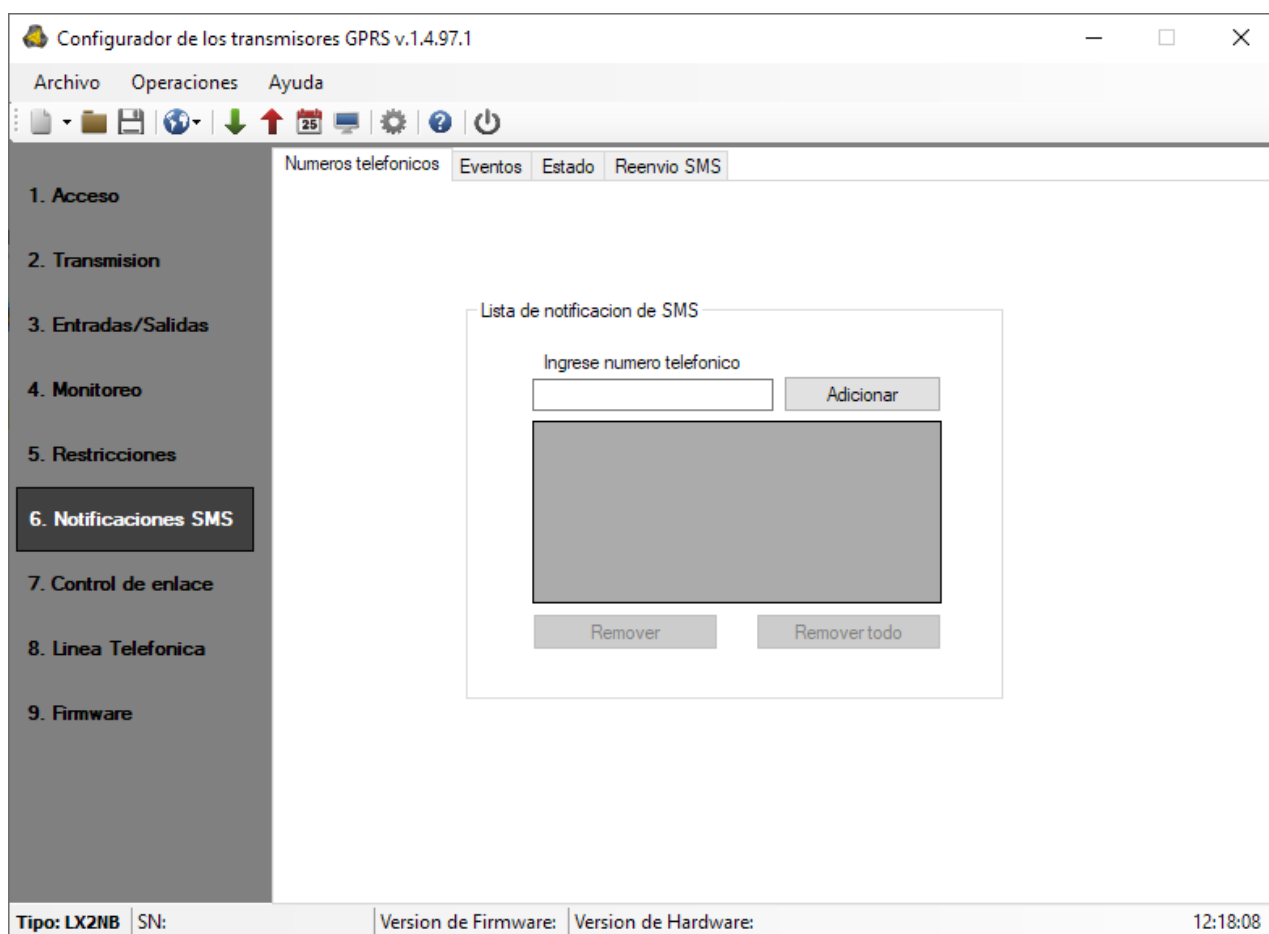 Configurador de los transmisores GPRS v.1.4.97.1
Archivo Operaciones Ayuda
25
Numeros telefonicos Eventos Estado Reenvio SMS
1. Acceso
2. Transmision
3. Entradas/Salidas
4. Monitoreo
5. Restricciones
6. Notificaciones SMS
7. Control de enlace
8. Linea Telefonica
9. Firmware
Lista de notificacion de SMS
Ingrese numero telefonico
Adicionar
Remover Remover todo
Tipo: LX2NB SN: Version de Firmware: Version de Hardware: 12:18:08